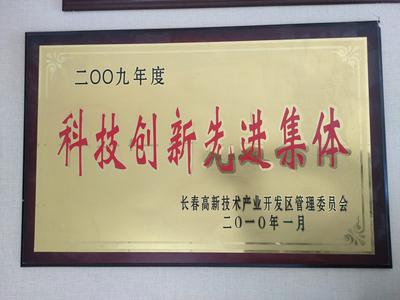 二〇〇九年度
科技创新先进集体
长春高新技术产业开发区管理委员会
二〇一〇年一月